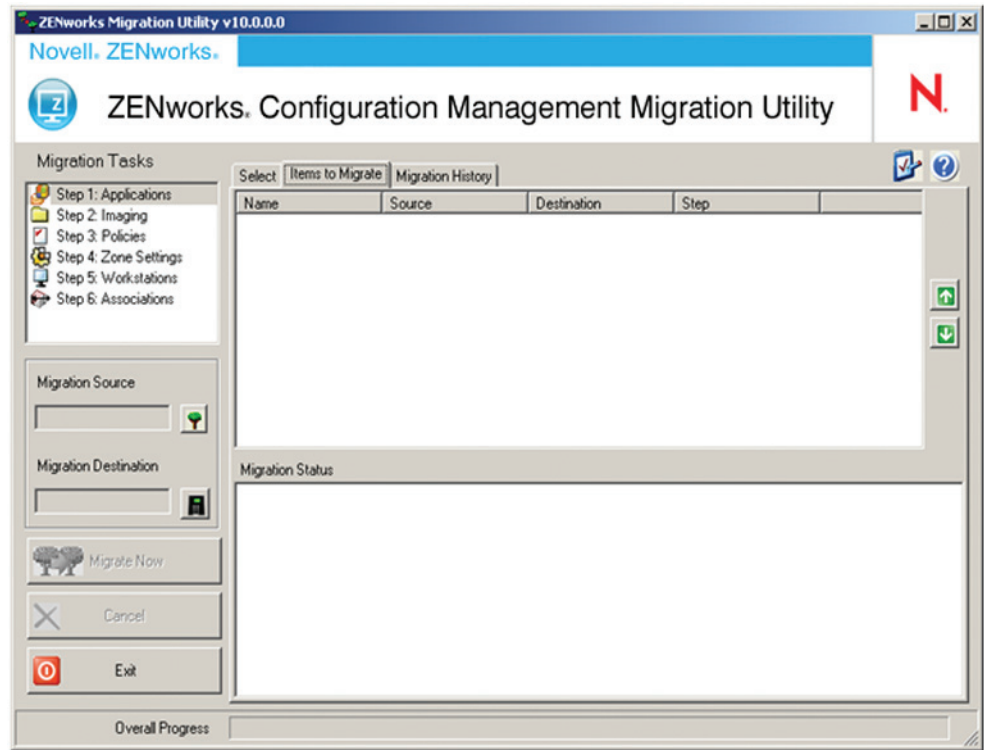 ZENworks Migration Utility v10.0.0.0
Novell® ZENworks®
ZENworks® Configuration Management Migration Utility
N.
Migration Tasks
Step 1: Applications
Step 2: Imaging
Step 3: Policies
Step 4: Zone Settings
Step 5: Workstations
Step 6: Associations
Select
Items to Migrate
Migration History
Name
Source
Destination
Step
Migration Source
Migration Destination
Migration Status
Migrate Now
Cancel
Exit
Overall Progress